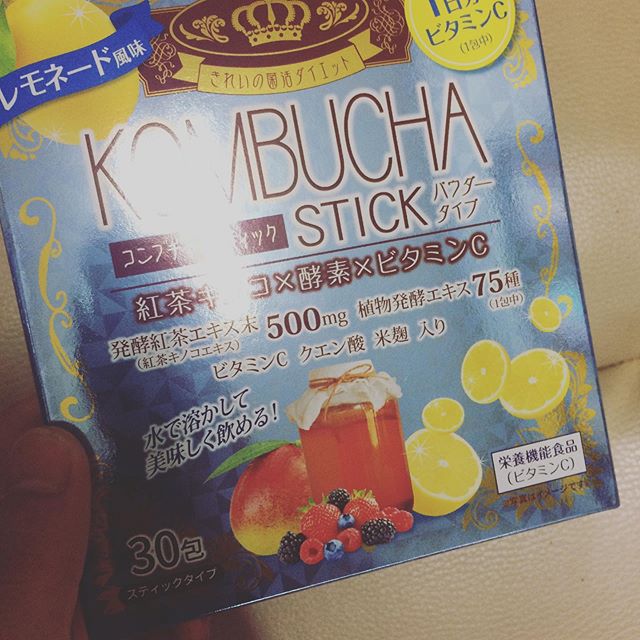 レモネード風味
きれいの菌活ダイエット
1日分
ビタミンC
(1包中)
KOMBUCHA
STICK
パウダー
タイプ
紅茶キノコ×酵素×ビタミンC
発酵紅茶エキス末 500mg 植物発酵エキス75種
(紅茶キノコエキス)
(1包中)
ビタミンC クエン酸 米麹 入り
水で溶かして
美味しく飲める!
栄養機能食品
(ビタミンC)
30包
スティックタイプ